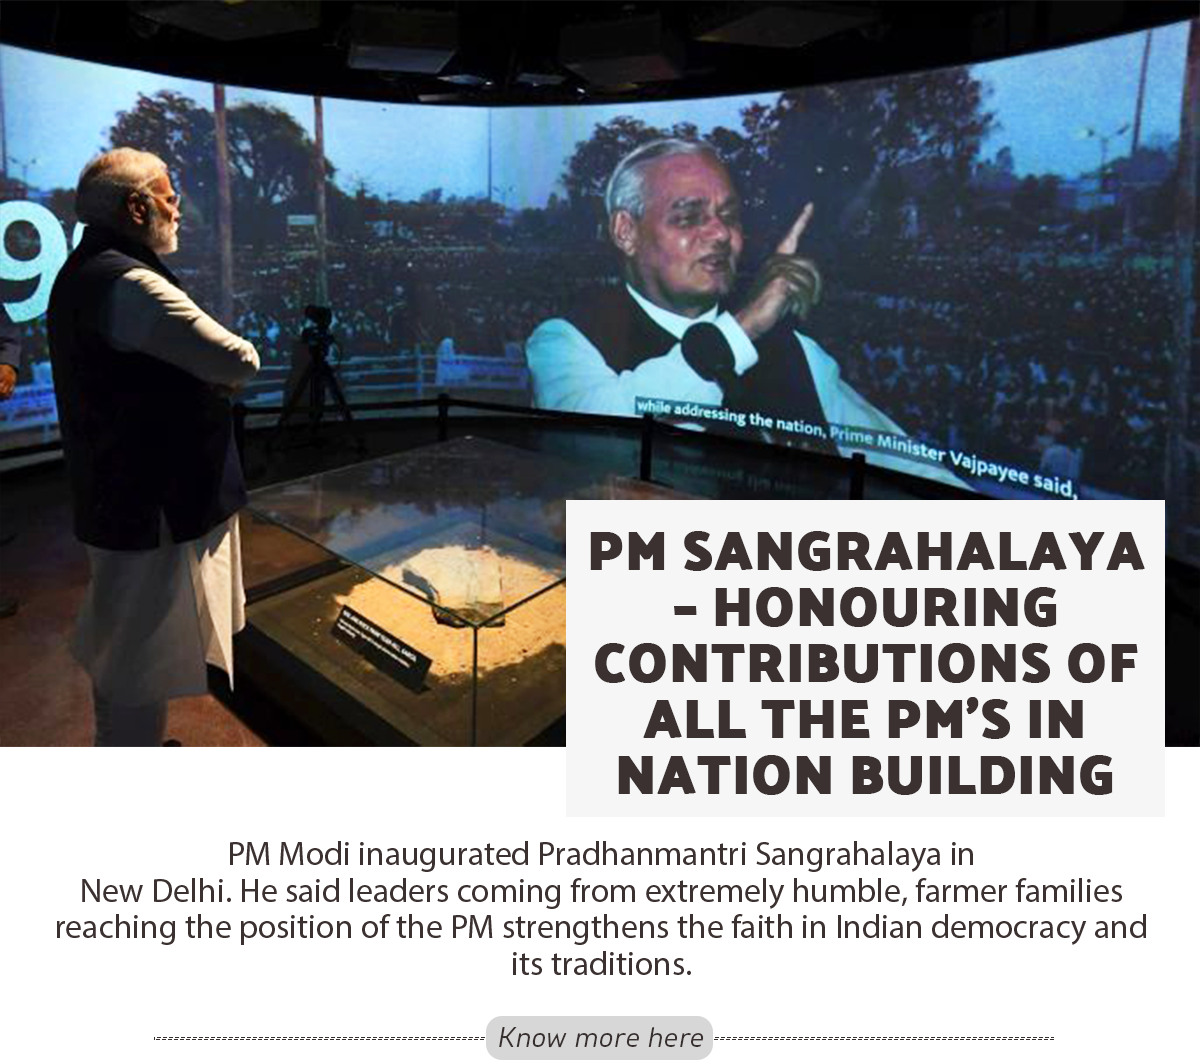 9
while addressing the nation, Prime Minister Vajpayee said,
PM SANGRAHALAYA
– HONOURING
CONTRIBUTIONS OF
ALL THE PM’S IN
NATION BUILDING
PM Modi inaugurated Pradhanmantri Sangrahalaya in
New Delhi. He said leaders coming from extremely humble, farmer families
reaching the position of the PM strengthens the faith in Indian democracy and
its traditions.
Know more here